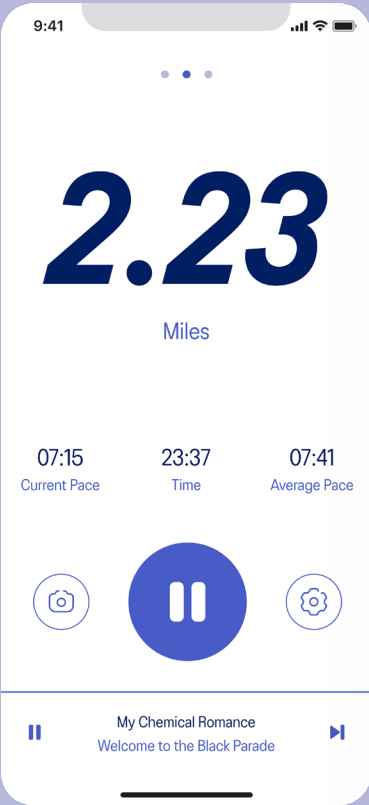 9:41
2.23
Miles
07:15 23:37 07:41
Current Pace Time Average Pace
My Chemical Romance
Welcome to the Black Parade